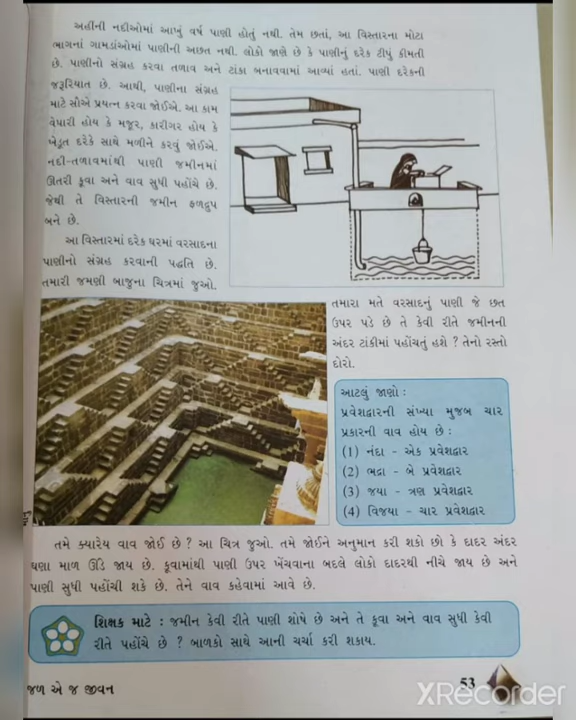 અહીંની નદીઓમાં આખું વર્ષ પાણી હોતું નથી. તેમ છતાં, આ વિસ્તારના મોટા
ભાગનાં ગામડાંઓમાં પાણીની અછત નથી. લોકો જાણે છે કે પાણીનું દરેક ટીપું કીમતી
છે. પાણીનો સંગ્રહ કરવા તળાવ અને ટાંકા બનાવવામાં આવ્યાં હતાં. પાણી દરેકની
જરૂરિયાત છે. આથી, પાણીના સંગ્રહ
માટે સૌએ પ્રયત્ન કરવા જોઈએ. આ કામ
વેપારી હોય કે મજૂર, કારીગર હોય કે
ખેડૂત દરેકે સાથે મળીને કરવું જોઈએ.
નદી-તળાવમાંથી પાણી જમીનમાં
ઊતરી કૂવા અને વાવ સુધી પહોંચે છે.
જેથી તે વિસ્તારની જમીન ફળદ્રુપ
બને છે.
આ વિસ્તારમાં દરેક ઘરમાં વરસાદના
પાણીનો સંગ્રહ કરવાની પદ્ધતિ છે.
તમારી જમણી બાજુના ચિત્રમાં જુઓ.
તમારા મતે વરસાદનું પાણી જે છત
ઉપર પડે છે તે કેવી રીતે જમીનની
અંદર ટાંકીમાં પહોંચતું હશે ? તેનો રસ્તો
દોરો.
આટલું જાણો :
પ્રવેશદ્વારની સંખ્યા મુજબ ચાર
પ્રકારની વાવ હોય છે :
(1) નંદા - એક પ્રવેશદ્વાર
(2) ભદ્રા - બે પ્રવેશદ્વાર
(3) જયા - ત્રણ પ્રવેશદ્વાર
(4) વિજયા - ચાર પ્રવેશદ્વાર
તમે ક્યારેય વાવ જોઈ છે ? આ ચિત્ર જુઓ. તમે જોઈને અનુમાન કરી શકો છો કે દાદર અંદર
ઘણા માળ ઊંડે જાય છે. કૂવામાંથી પાણી ઉપર ખેંચવાના બદલે લોકો દાદરથી નીચે જાય છે અને
પાણી સુધી પહોંચી શકે છે. તેને વાવ કહેવામાં આવે છે.
શિક્ષક માટે : જમીન કેવી રીતે પાણી શોષે છે અને તે કૂવા અને વાવ સુધી કેવી
રીતે પહોંચે છે ? બાળકો સાથે આની ચર્ચા કરી શકાય.
જળ એ જ જીવન
53
XRecorder